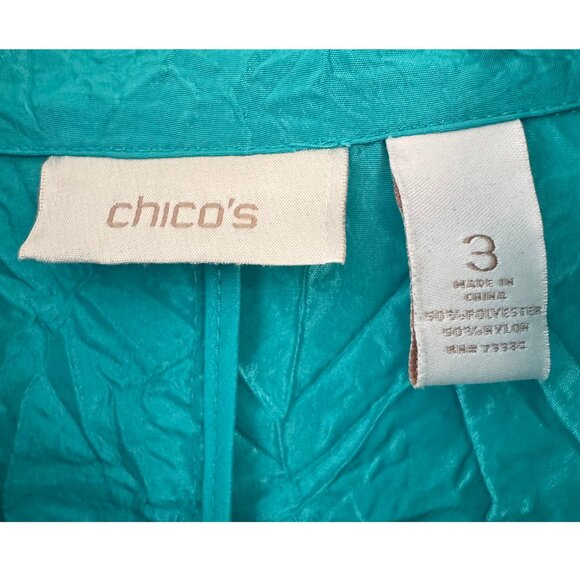 chico's
3
MADE IN
CHINA
50% POLYESTER
50% NYLON